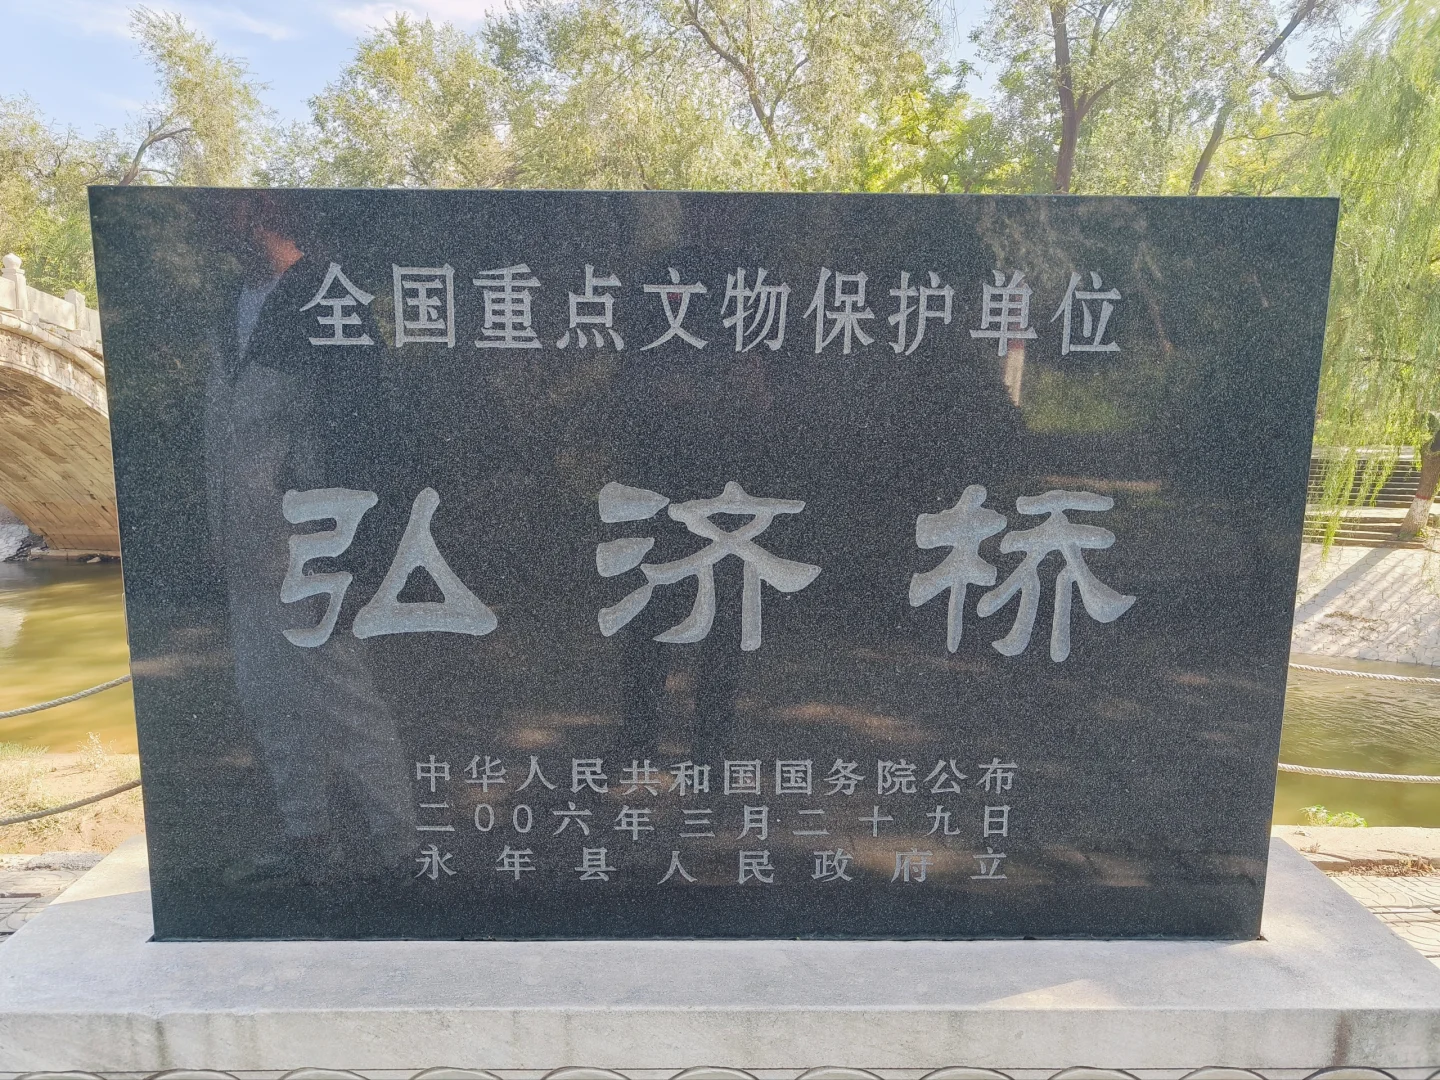 全国重点文物保护单位
弘济桥
中华人民共和国国务院公布
二00六年三月二十九日
永年县人民政府立